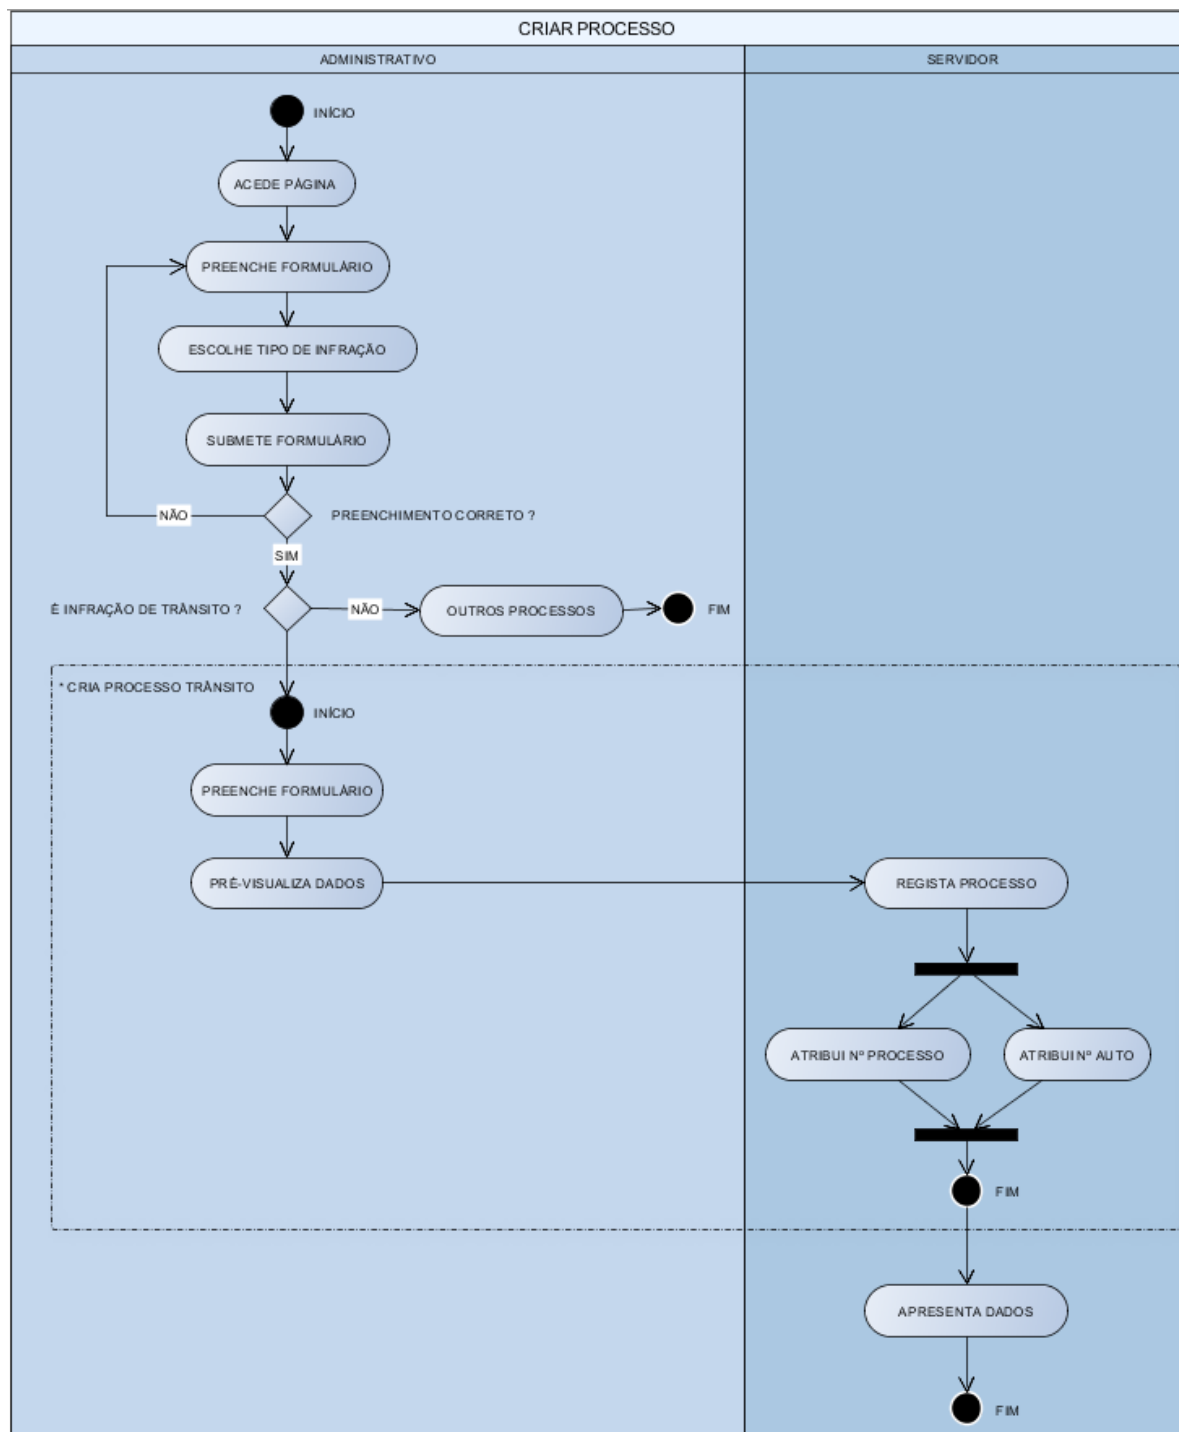 CRIAR PROCESSO
ADMINISTRATIVO
SERVIDOR
INÍCIO
ACEDE PÁGINA
PREENCHE FORMULÁRIO
ESCOLHE TIPO DE INFRAÇÃO
SUBMETE FORMULÁRIO
NÃO
PREENCHIMENTO CORRETO ?
SIM
É INFRAÇÃO DE TRÂNSITO ?
NÃO
OUTROS PROCESSOS
FIM
* CRIA PROCESSO TRÂNSITO
INÍCIO
PREENCHE FORMULÁRIO
PRÉ-VISUALIZA DADOS
REGISTA PROCESSO
ATRIBUI Nº PROCESSO
ATRIBUI Nº AUTO
FIM
APRESENTA DADOS
FIM